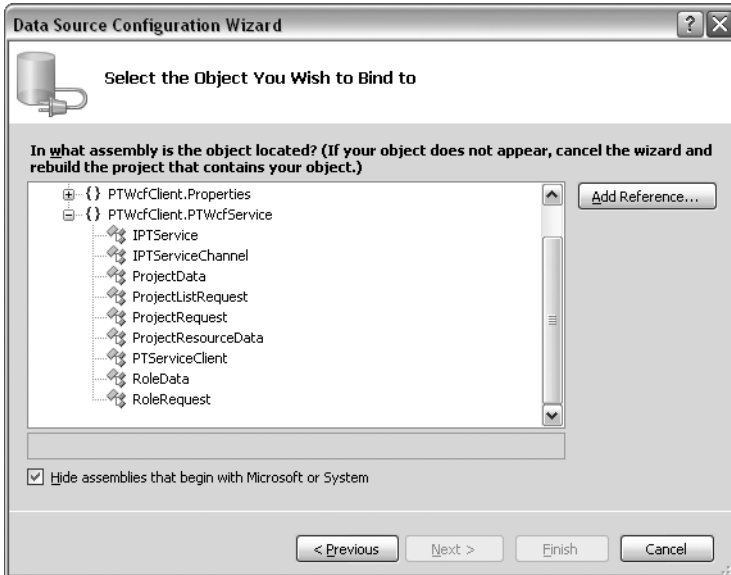 Data Source Configuration Wizard
?
X
Select the Object You Wish to Bind to
In what assembly is the object located? (If your object does not appear, cancel the wizard and
rebuild the project that contains your object.)
{} PTWcfClient.Properties
{} PTWcfClient.PTWcfService
IPTService
IPTServiceChannel
ProjectData
ProjectListRequest
ProjectRequest
ProjectResourceData
PTServiceClient
RoleData
RoleRequest
Add Reference...
Hide assemblies that begin with Microsoft or System
< Previous
Next >
Finish
Cancel